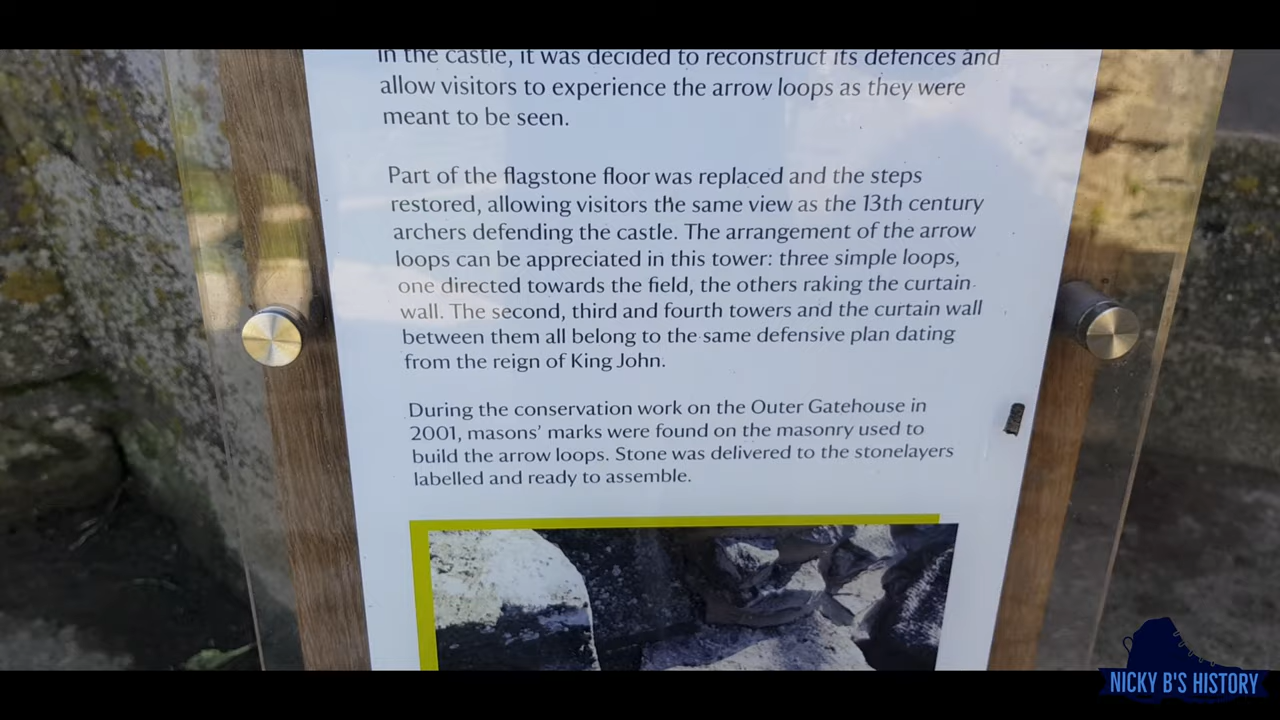 In the castle, it was decided to reconstruct its defences and
allow visitors to experience the arrow loops as they were
meant to be seen.
Part of the flagstone floor was replaced and the steps
restored, allowing visitors the same view as the 13th century
archers defending the castle. The arrangement of the arrow
loops can be appreciated in this tower: three simple loops,
one directed towards the field, the others raking the curtain
wall. The second, third and fourth towers and the curtain wall
between them all belong to the same defensive plan dating
from the reign of King John.
During the conservation work on the Outer Gatehouse in
2001, masons' marks were found on the masonry used to
build the arrow loops. Stone was delivered to the stonelayers
labelled and ready to assemble.
NICKY B'S HISTORY